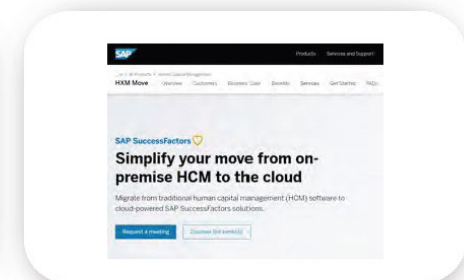 SAP
Products Services and Support
HXM Move Overview Customers Business Case Benefits Services Get Started FAQs
SAP SuccessFactors
Simplify your move from on-
premise HCM to the cloud
Migrate from traditional human capital management (HCM) software to
cloud-powered SAP SuccessFactors solutions.
Request a meeting